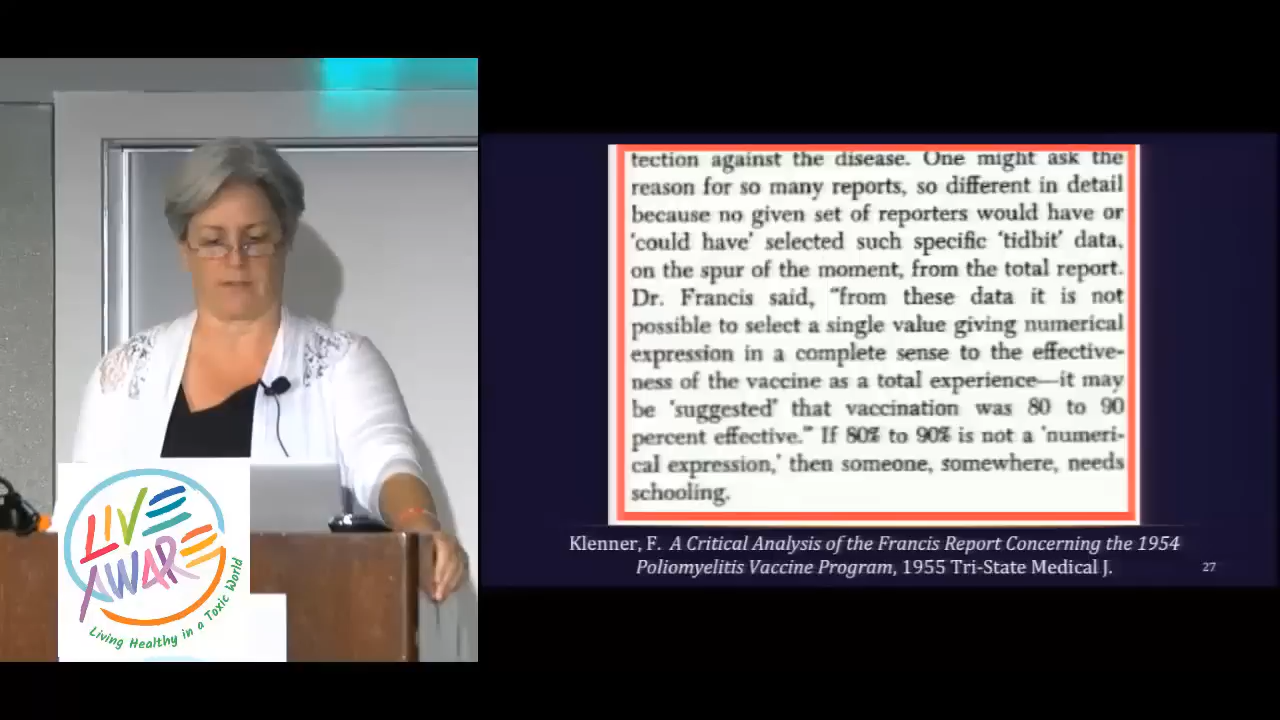 LIVE
AWARE
Living Healthy in a Toxic World
tection against the disease. One might ask the
reason for so many reports, so different in detail
because no given set of reporters would have or
'could have' selected such specific 'tidbit' data,
on the spur of the moment, from the total report.
Dr. Francis said, "from these data it is not
possible to select a single value giving numerical
expression in a complete sense to the effective-
ness of the vaccine as a total experience—it may
be 'suggested' that vaccination was 80 to 90
percent effective." If 80% to 90% is not a 'numeri-
cal expression,' then someone, somewhere, needs
schooling.
Klenner, F. A Critical Analysis of the Francis Report Concerning the 1954
Poliomyelitis Vaccine Program, 1955 Tri-State Medical J.
27